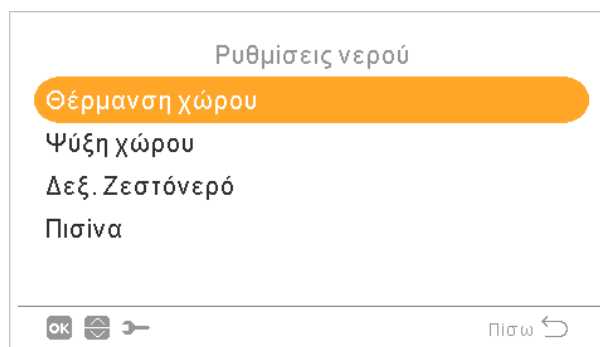 Ρυθμίσεις νερού
Θέρμανση χώρου
Ψύξη χώρου
Δεξ. Ζεστόνερό
Πισίνα
OK
Πίσω